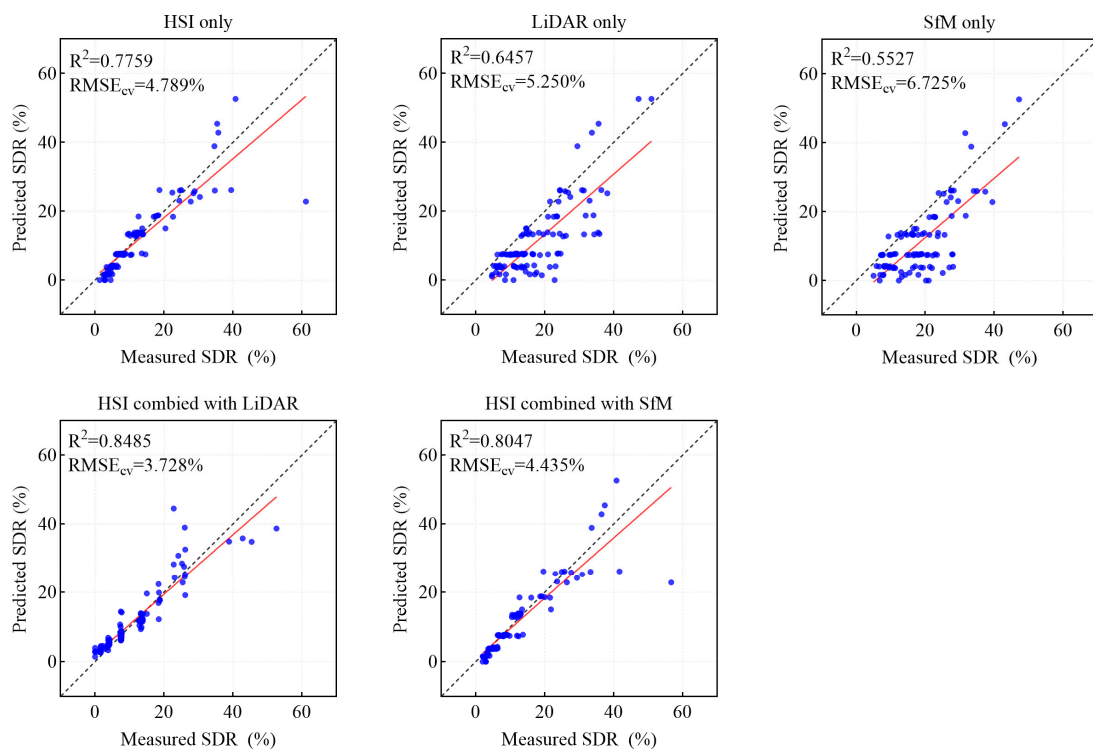 HSI only
R²=0.7759
RMSEcv=4.789%
Predicted SDR (%)
60
40
20
0
0 20 40 60
Measured SDR (%)
LiDAR only
R²=0.6457
RMSEcv=5.250%
Preidcted SDR (%)
60
40
20
0
0 20 40 60
Measured SDR (%)
SfM only
R²=0.5527
RMSEcv=6.725%
Predicted SDR (%)
60
40
20
0
0 20 40 60
Measured SDR (%)
HSI combied with LiDAR
R²=0.8485
RMSEcv=3.728%
Predicted SDR (%)
60
40
20
0
0 20 40 60
Measured SDR (%)
HSI combined with SfM
R²=0.8047
RMSEcv=4.435%
Predicted SDR (%)
60
40
20
0
0 20 40 60
Measured SDR (%)